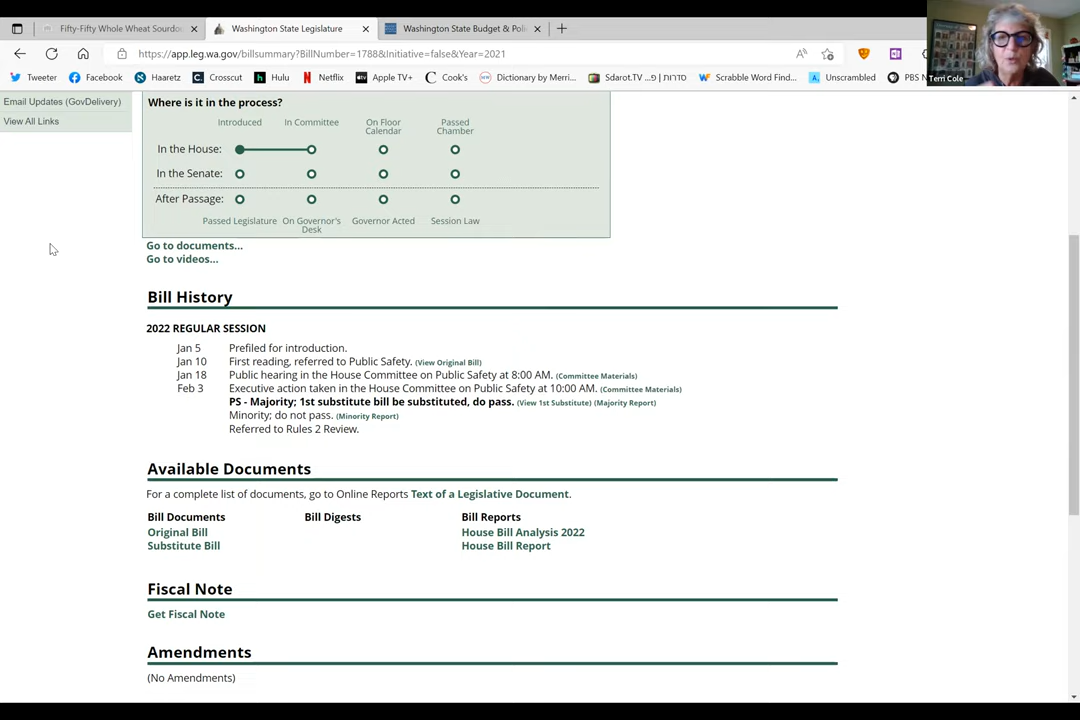 Fifty-Fifty Whole Wheat Sourdo
Washington State Legislature
Washington State Budget & Poli
https://app.leg.wa.gov/billsummary?BillNumber=1788&Initiative=false&Year=2021
Tweeter
Facebook
Haaretz
Crosscut
Hulu
Netflix
Apple TV+
Cook's
Dictionary by Merri...
Sdarot.TV | סדרות | פ...
Scrabble Word Find...
Unscrambled
PBS N
Terri Cole
Email Updates (GovDelivery)
View All Links
Where is it in the process?
Introduced In Committee On Floor Calendar Passed Chamber
In the House:
In the Senate:
After Passage:
Passed Legislature On Governor's Desk Governor Acted Session Law
Go to documents...
Go to videos...
Bill History
2022 REGULAR SESSION
Jan 5 Prefiled for introduction.
Jan 10 First reading, referred to Public Safety. (View Original Bill)
Jan 18 Public hearing in the House Committee on Public Safety at 8:00 AM. (Committee Materials)
Feb 3 Executive action taken in the House Committee on Public Safety at 10:00 AM. (Committee Materials)
PS - Majority; 1st substitute bill be substituted, do pass. (View 1st Substitute) (Majority Report)
Minority; do not pass. (Minority Report)
Referred to Rules 2 Review.
Available Documents
For a complete list of documents, go to Online Reports Text of a Legislative Document.
Bill Documents Bill Digests Bill Reports
Original Bill House Bill Analysis 2022
Substitute Bill House Bill Report
Fiscal Note
Get Fiscal Note
Amendments
(No Amendments)